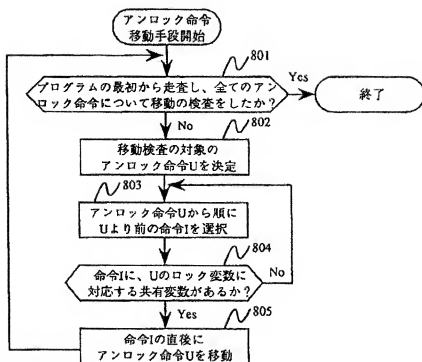 アンロック命令
移動手段開始
801
プログラムの最初から走査し、全てのアン
ロック命令について移動の検査をしたか?
Yes
終了
No
802
移動検査の対象の
アンロック命令Uを決定
803
アンロック命令Uから順に
Uより前の命令Iを選択
804
命令Iに、Uのロック変数に
対応する共有変数があるか?
No
Yes
805
命令Iの直後に
アンロック命令Uを移動